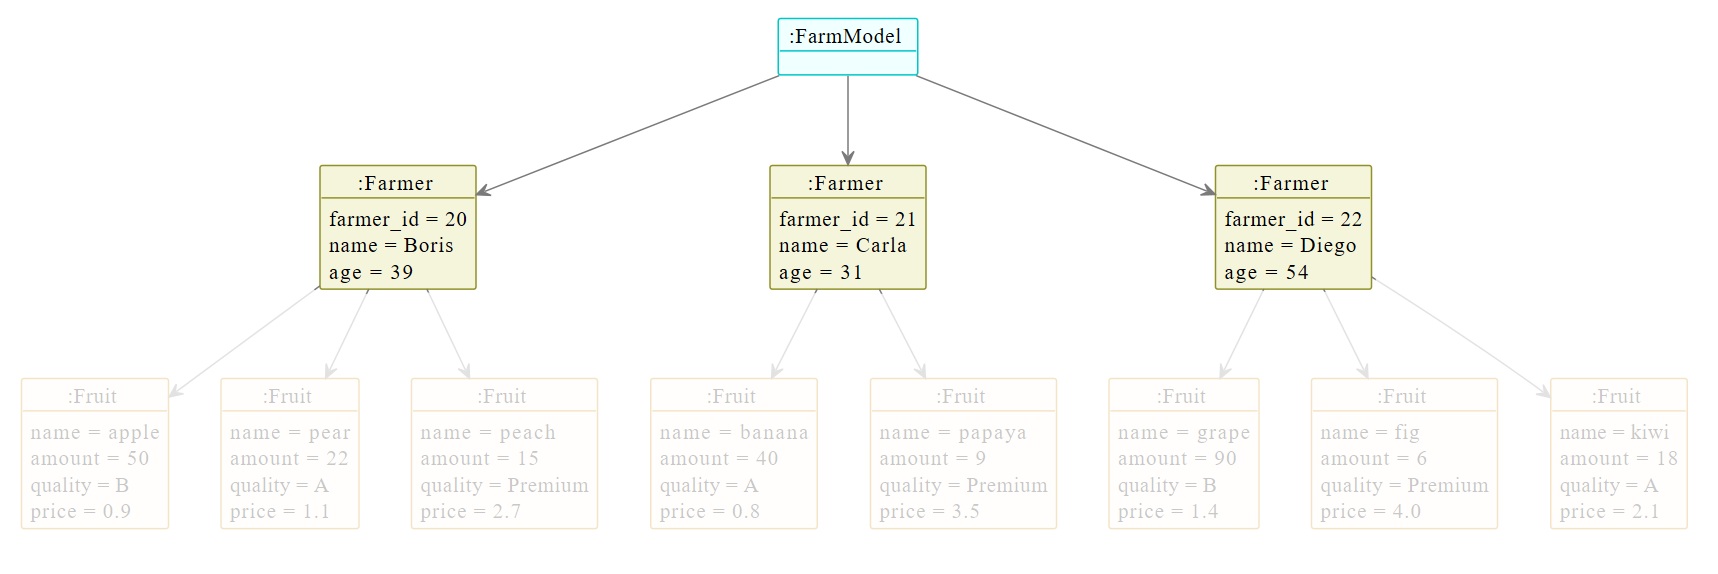 :FarmModel
:Farmer
farmer_id = 20
name = Boris
age = 39
:Farmer
farmer_id = 21
name = Carla
age = 31
:Farmer
farmer_id = 22
name = Diego
age = 54
:Fruit
name = apple
amount = 50
quality = B
price = 0.9
:Fruit
name = pear
amount = 22
quality = A
price = 1.1
:Fruit
name = peach
amount = 15
quality = Premium
price = 2.7
:Fruit
name = banana
amount = 40
quality = A
price = 0.8
:Fruit
name = papaya
amount = 9
quality = Premium
price = 3.5
:Fruit
name = grape
amount = 90
quality = B
price = 1.4
:Fruit
name = fig
amount = 6
quality = Premium
price = 4.0
:Fruit
name = kiwi
amount = 18
quality = A
price = 2.1